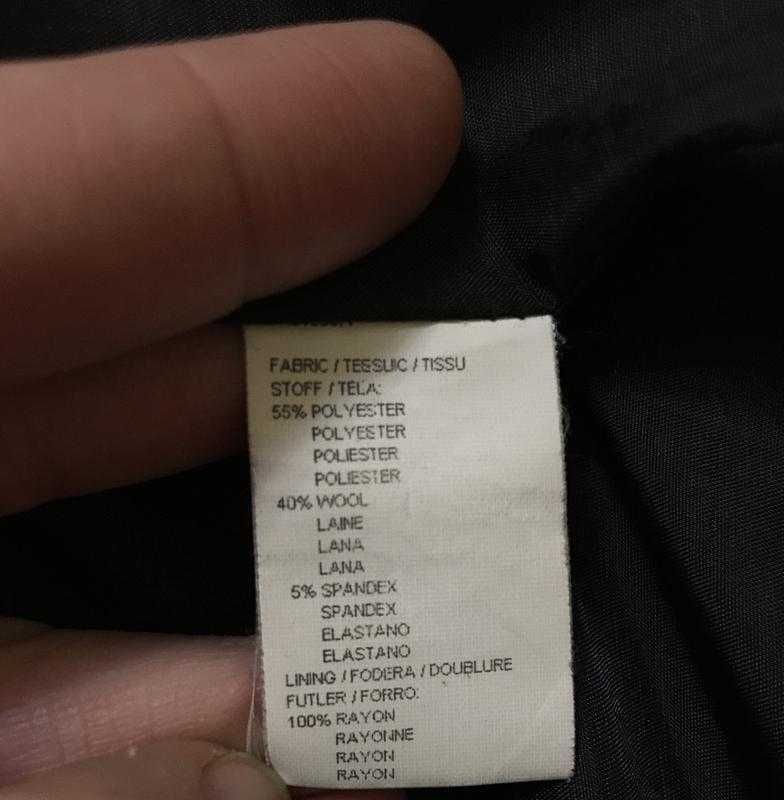 FABRIC / TEESUIC / TISSU
STOFF / TELA:
55% POLYESTER
POLYESTER
POLIESTER
POLIESTER
40% WOOL
LAINE
LANA
LANA
5% SPANDEX
SPANDEX
ELASTANO
ELASTANO
LINING / FODERA / DOUBLURE
FUTLER / FORRO:
100% RAYON
RAYONNE
RAYON
RAYON